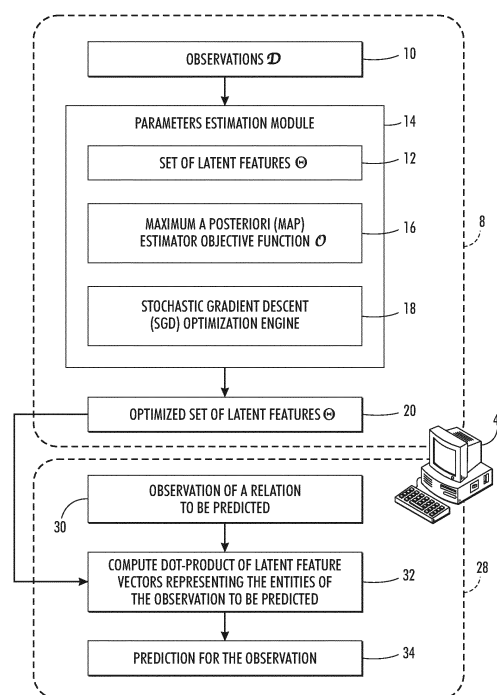 OBSERVATIONS 𝒟
10
PARAMETERS ESTIMATION MODULE
14
SET OF LATENT FEATURES Θ
12
MAXIMUM A POSTERIORI (MAP)
ESTIMATOR OBJECTIVE FUNCTION 𝒪
16
8
STOCHASTIC GRADIENT DESCENT
(SGD) OPTIMIZATION ENGINE
18
OPTIMIZED SET OF LATENT FEATURES Θ
20
4
OBSERVATION OF A RELATION
TO BE PREDICTED
30
COMPUTE DOT-PRODUCT OF LATENT FEATURE
VECTORS REPRESENTING THE ENTITIES OF
THE OBSERVATION TO BE PREDICTED
32
28
PREDICTION FOR THE OBSERVATION
34